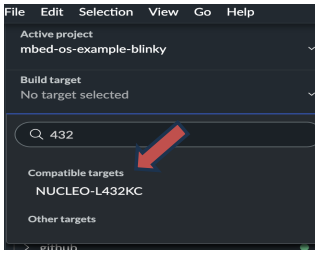 File Edit Selection View Go Help
Active project
mbed-os-example-blinky
Build target
No target selected
432
Compatible targets
NUCLEO-L432KC
Other targets
github